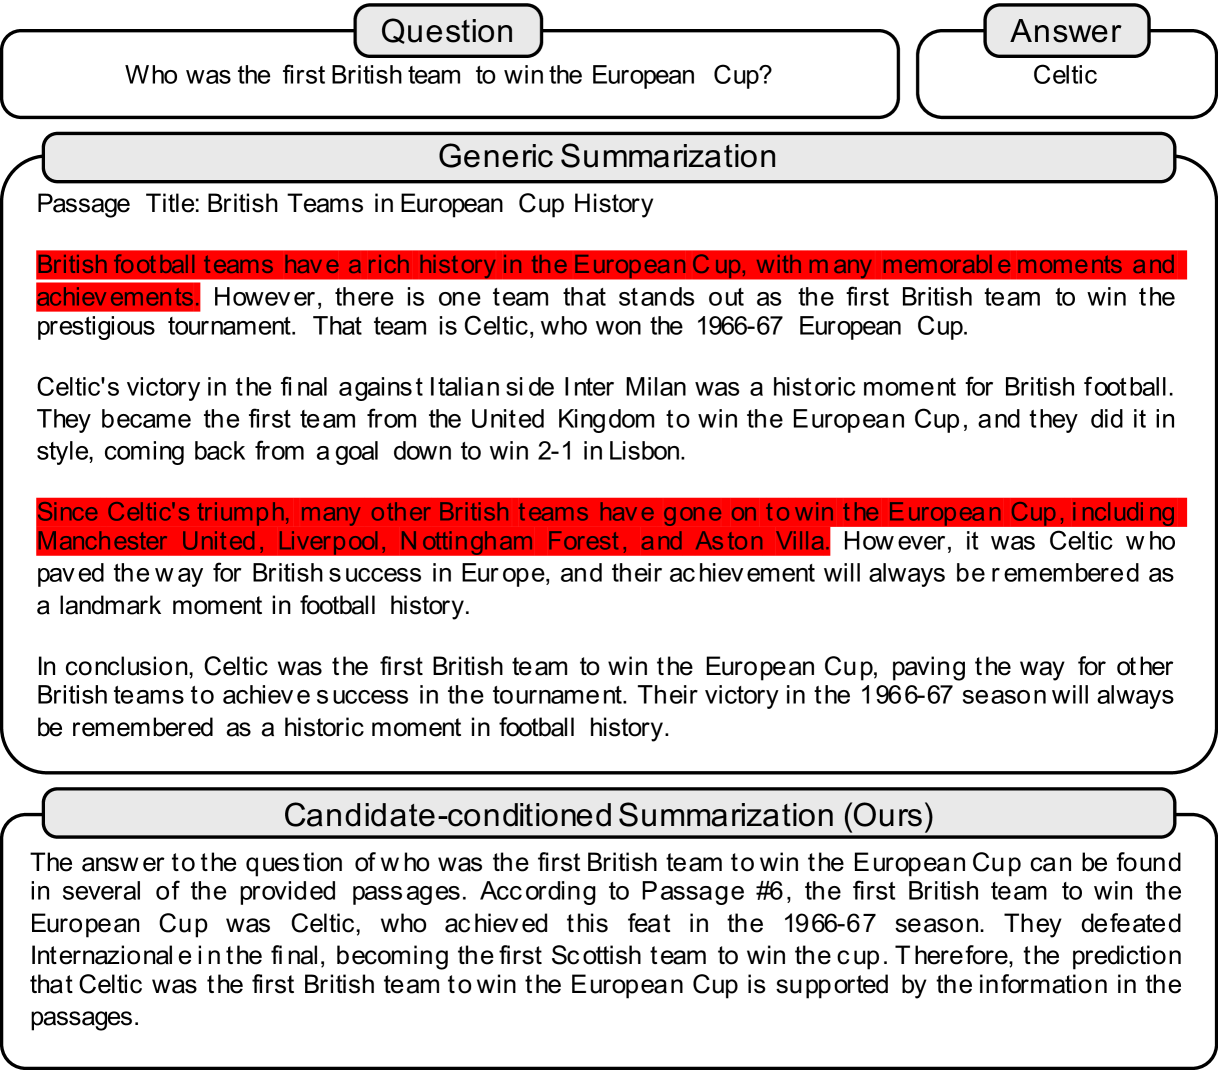 Question
Answer
Who was the first British team to win the European Cup?
Celtic
Generic Summarization
Passage Title: British Teams in European Cup History
British football teams have a rich history in the European Cup, with many memorable moments and
achievements. However, there is one team that stands out as the first British team to win the
prestigious tournament. That team is Celtic, who won the 1966-67 European Cup.
Celtic's victory in the final against Italian side Inter Milan was a historic moment for British football.
They became the first team from the United Kingdom to win the European Cup, and they did it in
style, coming back from a goal down to win 2-1 in Lisbon.
Since Celtic's triumph, many other British teams have gone on to win the European Cup, including
Manchester United, Liverpool, Nottingham Forest, and Aston Villa. However, it was Celtic who
paved the way for British success in Europe, and their achievement will always be remembered as
a landmark moment in football history.
In conclusion, Celtic was the first British team to win the European Cup, paving the way for other
British teams to achieve success in the tournament. Their victory in the 1966-67 season will always
be remembered as a historic moment in football history.
Candidate-conditioned Summarization (Ours)
The answer to the question of who was the first British team to win the European Cup can be found
in several of the provided passages. According to Passage #6, the first British team to win the
European Cup was Celtic, who achieved this feat in the 1966-67 season. They defeated
Internazionale in the final, becoming the first Scottish team to win the cup. Therefore, the prediction
that Celtic was the first British team to win the European Cup is supported by the information in the
passages.